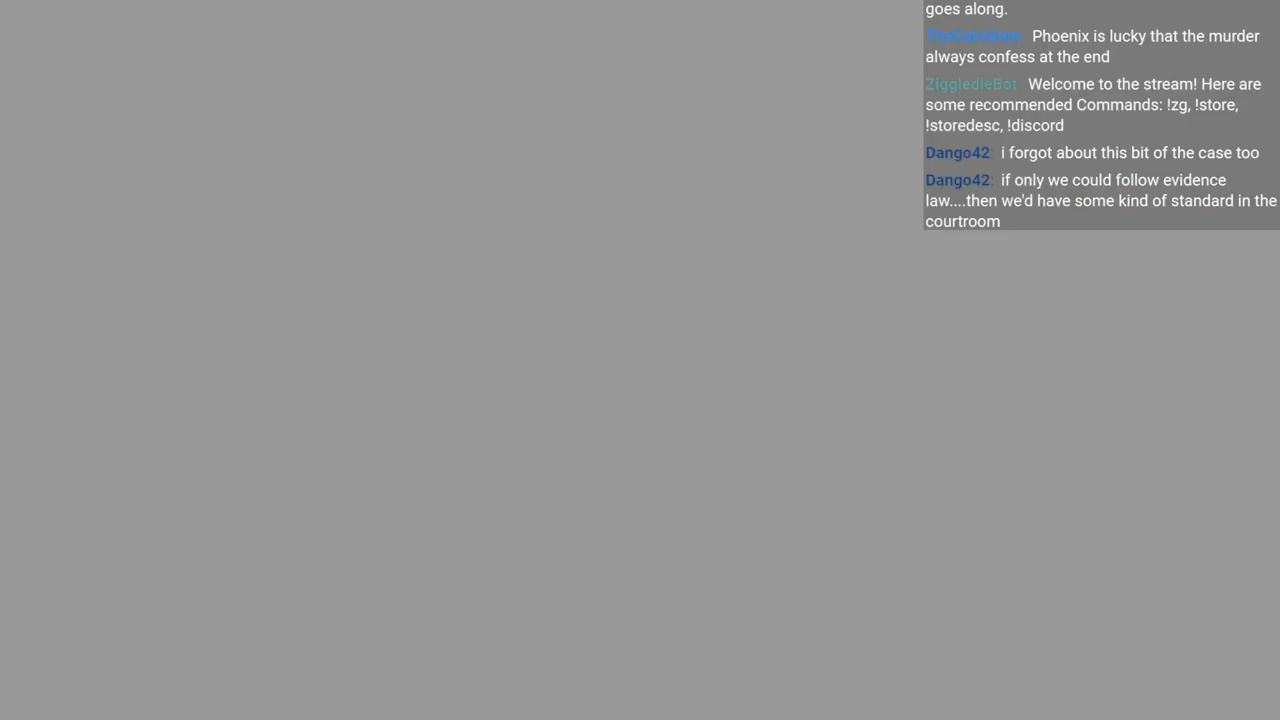 goes along.
Phoenix is lucky that the murder
always confess at the end
ZiggledieBot Welcome to the stream! Here are
some recommended Commands: !zg, !store,
!storedesc, !discord
Dango42: i forgot about this bit of the case too
Dango42: if only we could follow evidence
law....then we'd have some kind of standard in the
courtroom